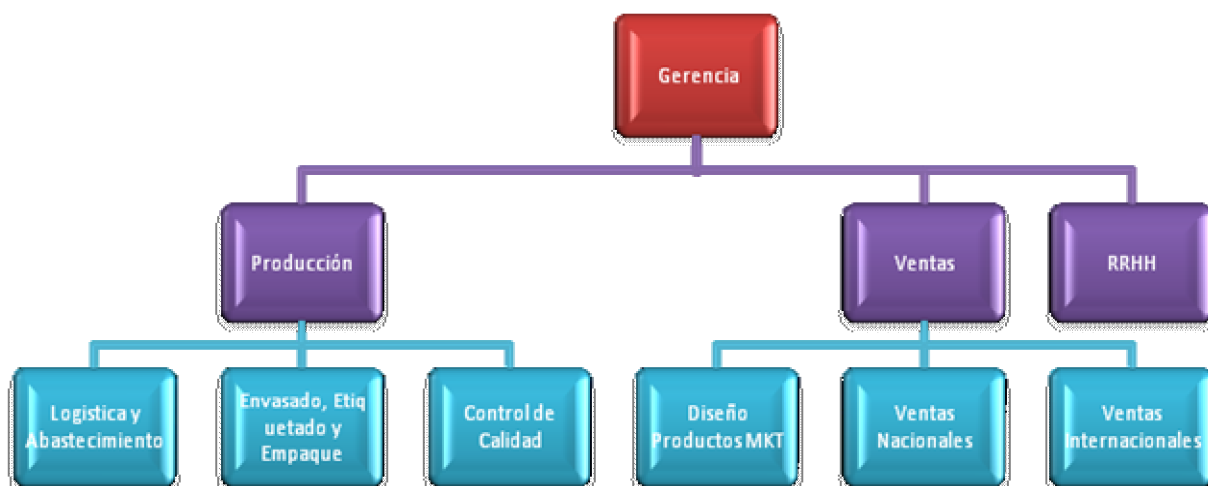 Gerencia
Producción
Ventas
RRHH
Logistica y
Abastecimiento
Envasado, Etiq
uetado y
Empaque
Control de
Calidad
Diseño
Productos MKT
Ventas
Nacionales
Ventas
Internacionales